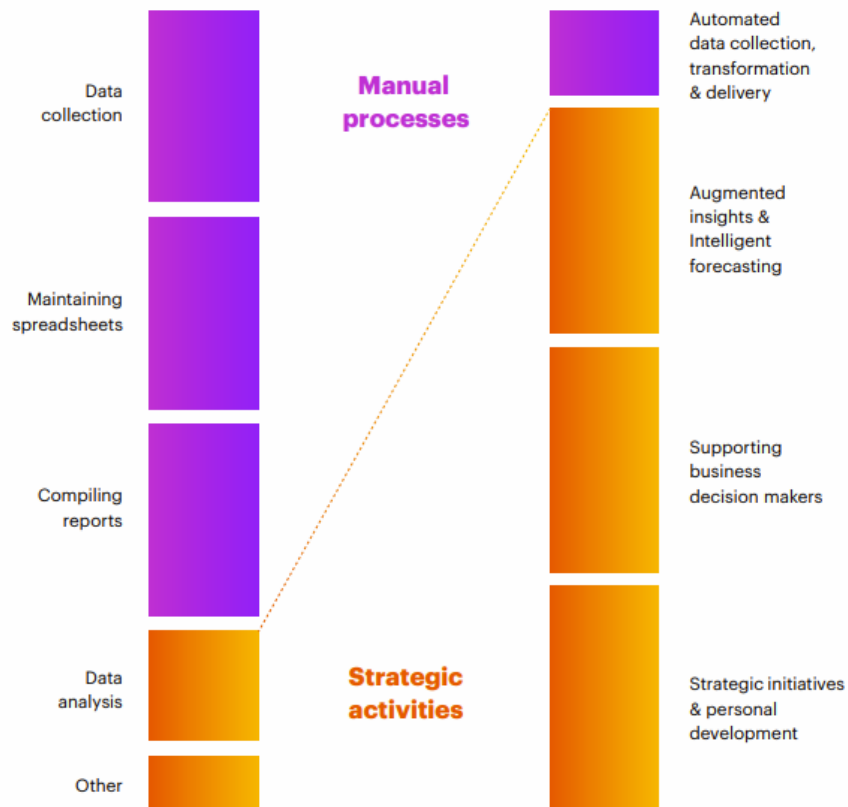 Data
collection
Maintaining
spreadsheets
Compiling
reports
Data
analysis
Other
Manual
processes
Strategic
activities
Automated
data collection,
transformation
& delivery
Augmented
insights &
Intelligent
forecasting
Supporting
business
decision makers
Strategic initiatives
& personal
development